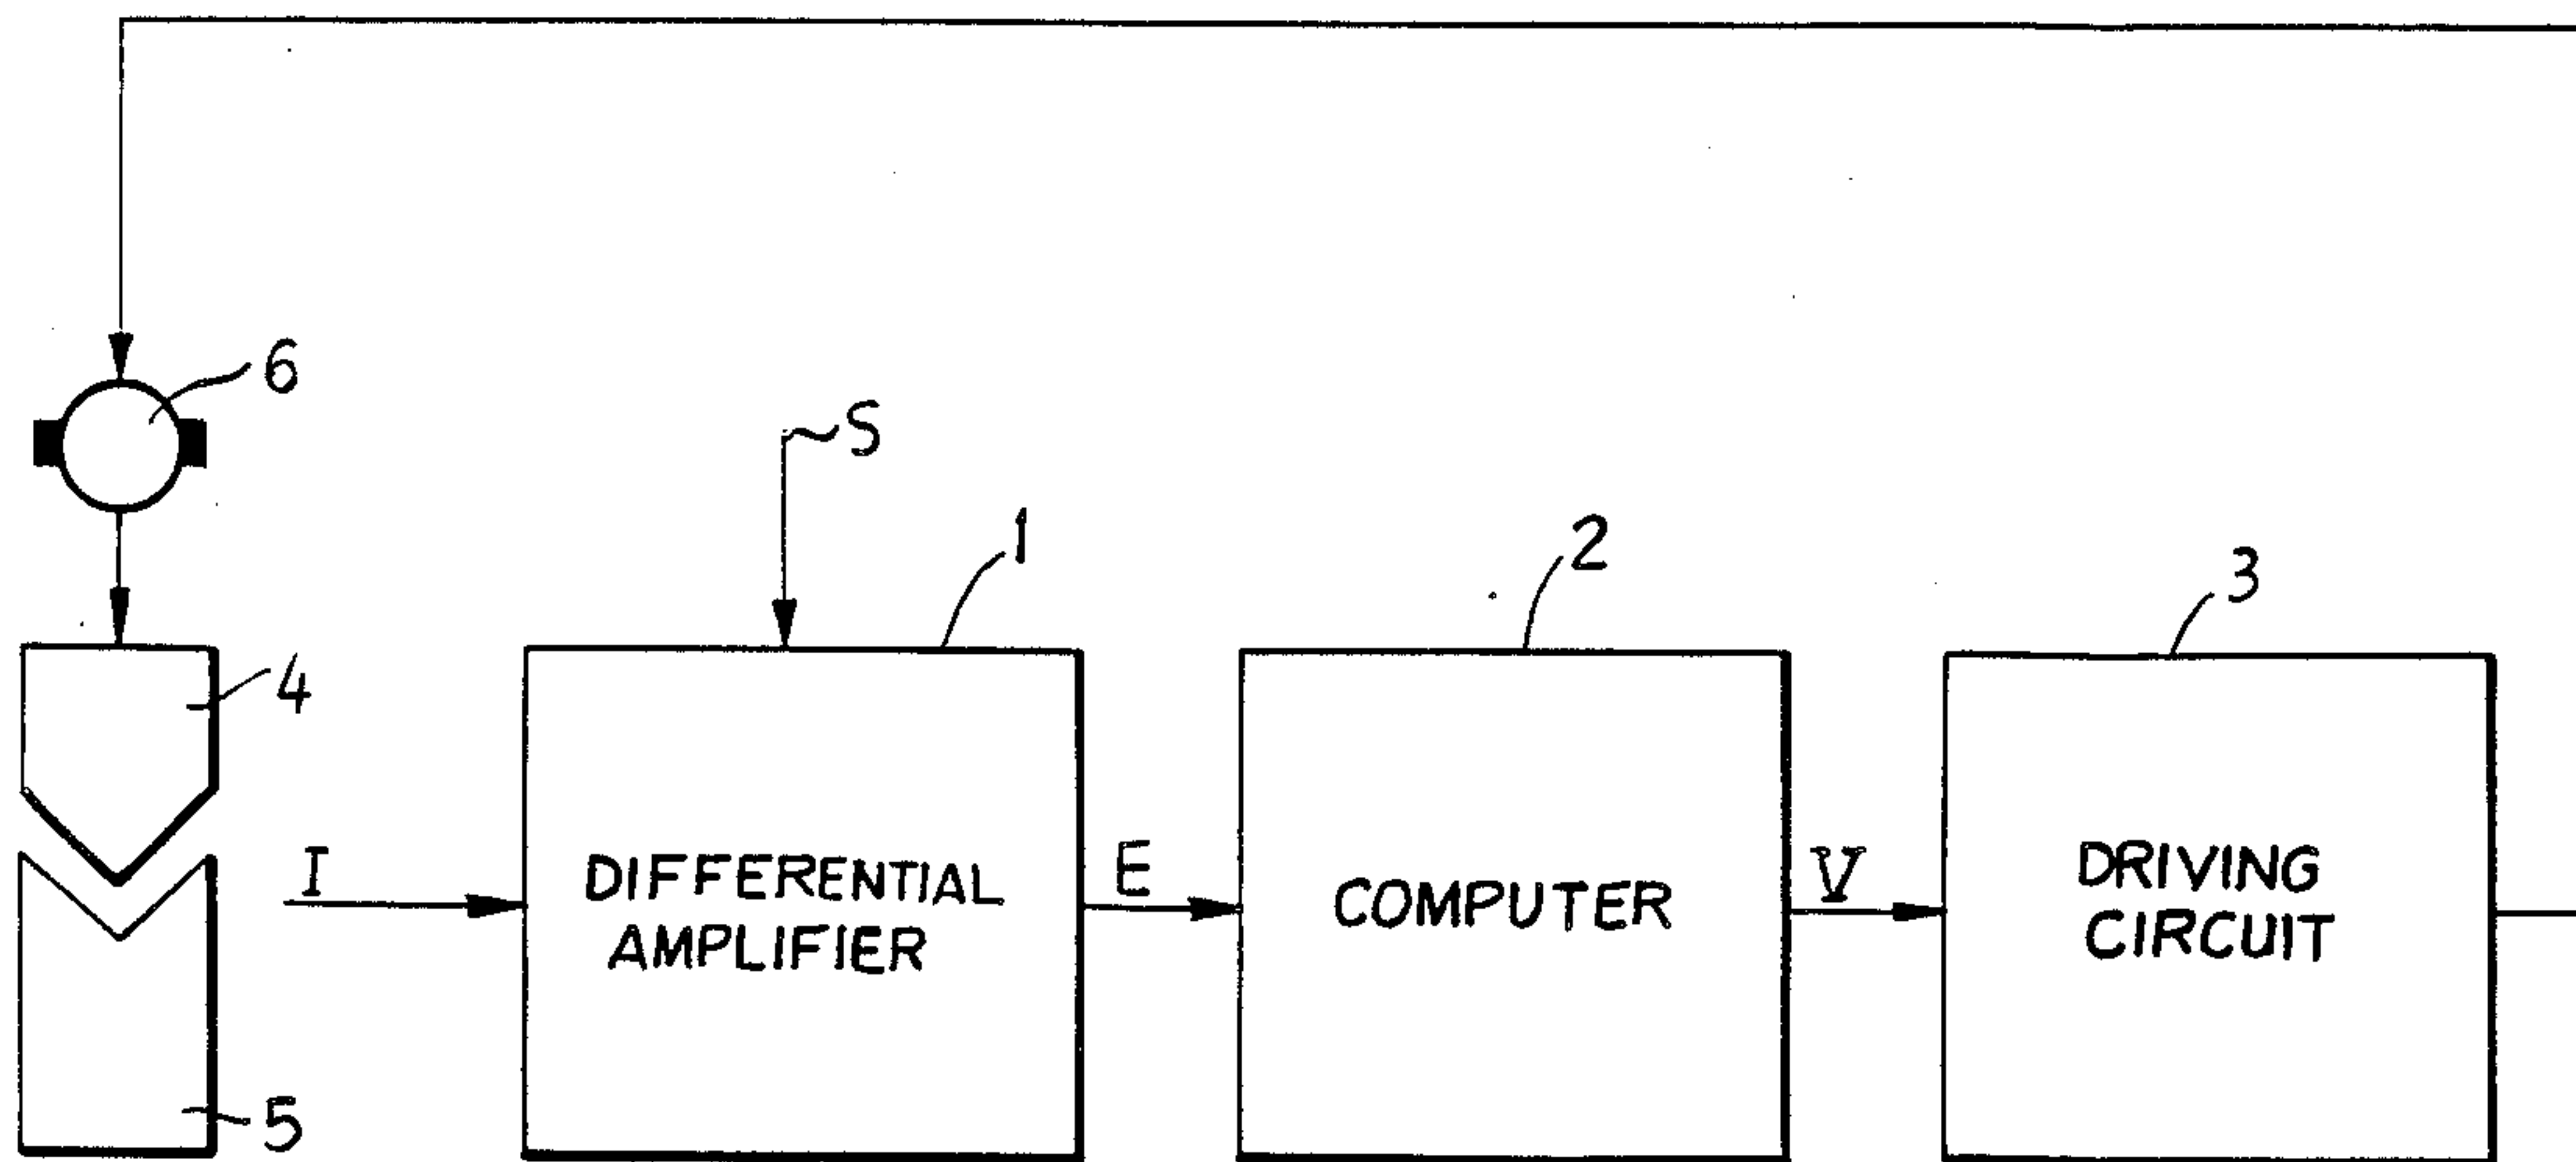 6
S
1
2
3
4
I
DIFFERENTIAL
AMPLIFIER
E
COMPUTER
V
DRIVING
CIRCUIT
5